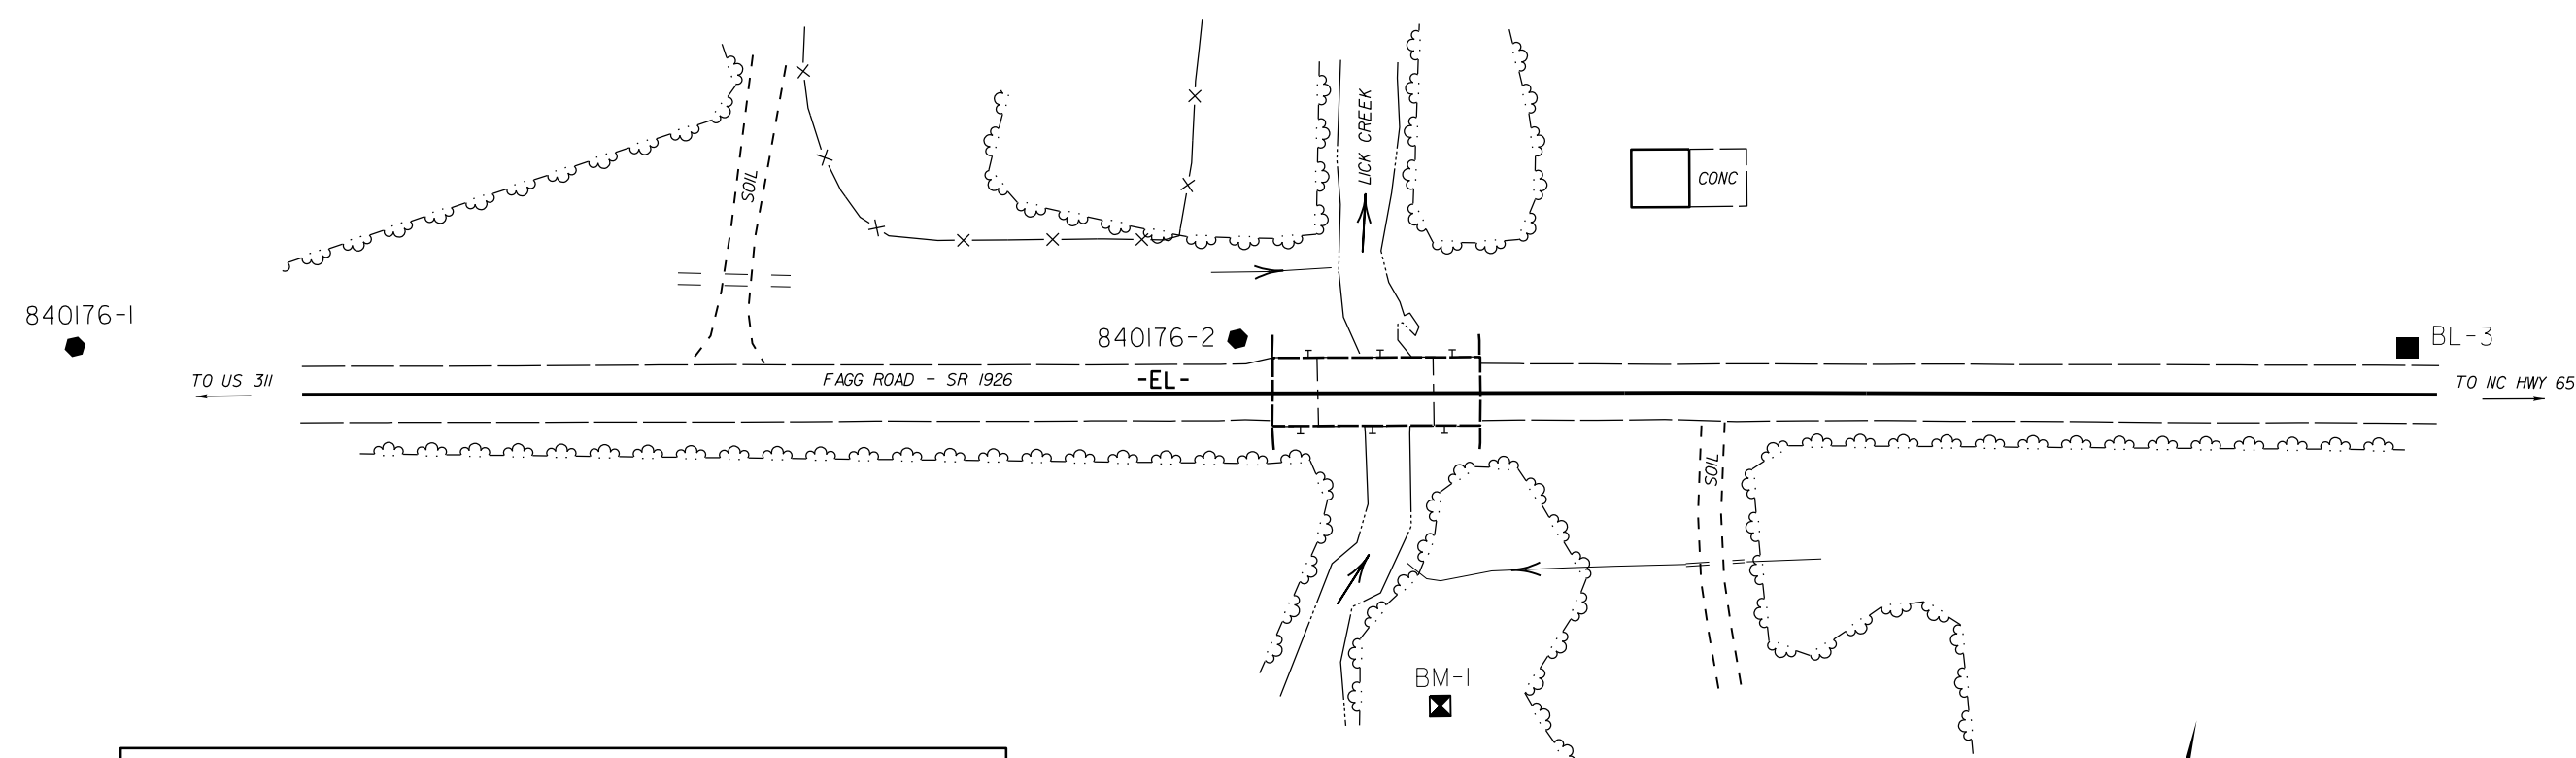 LICK CREEK
SOIL
CONC
840176-1
840176-2
BL-3
TO US 311
FAGG ROAD - SR 1926
-EL-
TO NC HWY 65
SOIL
BM-1